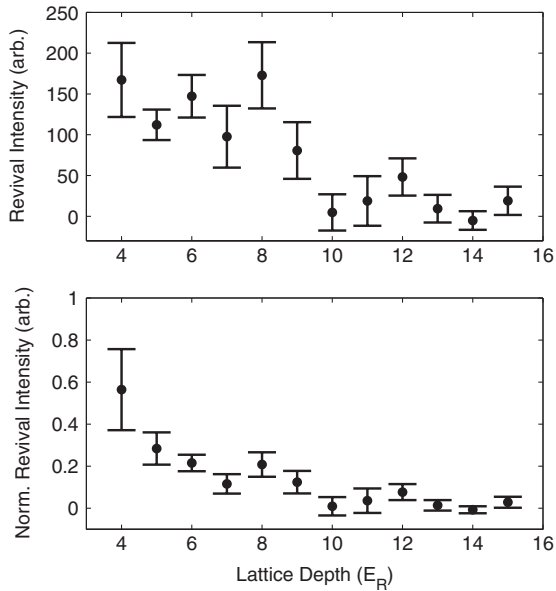 250
200
150
100
50
0
Revival Intensity (arb.)
4 6 8 10 12 14 16
1
0.8
0.6
0.4
0.2
0
Norm. Revival Intensity (arb.)
4 6 8 10 12 14 16
Lattice Depth (E_R)